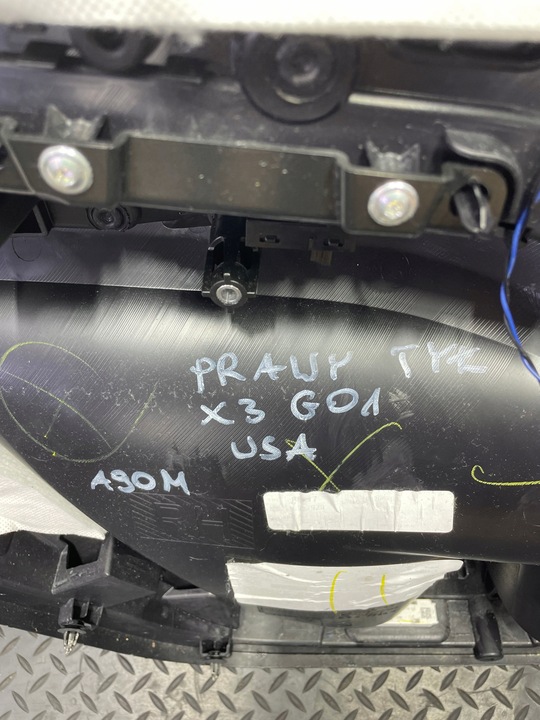 PRAWY TYŁ
X3 G01
USA
A90M